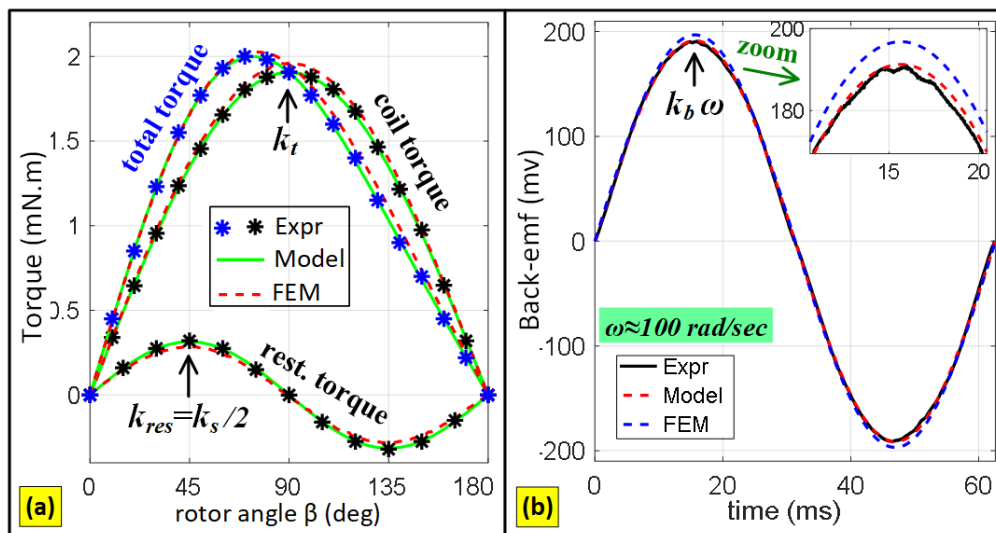 2
1.5
1
0.5
0
Torque (mN.m)
total torque
coil torque
k_t
Expr
Model
FEM
rest. torque
k_res=k_s/2
0
45
90
135
180
rotor angle β (deg)
(a)
200
100
0
-100
-200
Back-emf (mv)
k_b ω
zoom
200
180
15
20
ω≈100 rad/sec
Expr
Model
FEM
0
20
40
60
time (ms)
(b)